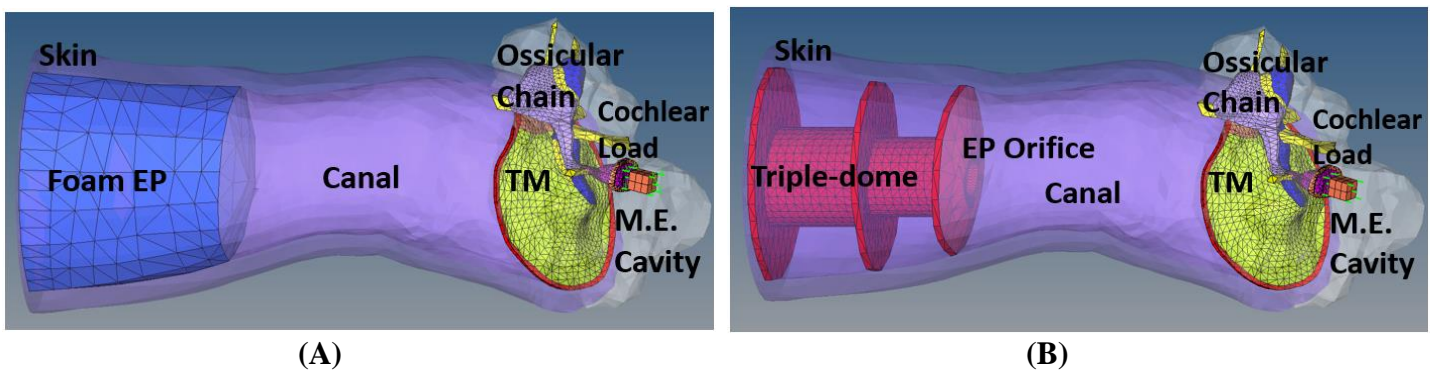 Skin
Ossicular
Chain
Cochlear
Load
Foam EP
Canal
TM
M.E.
Cavity
(A)
Skin
Ossicular
Chain
Cochlear
Load
EP Orifice
Triple-dome
Canal
TM
M.E.
Cavity
(B)